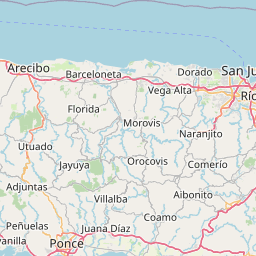 San Ju
Arecibo
Barceloneta
Dorado
Vega Alta
Rí
Florida
Morovis
Naranjito
Utuado
Jayuya
Orocovis
Comerío
Adjuntas
Villalba
Aibonito
Coamo
Peñuelas
Juana Díaz
Ponce
anilla